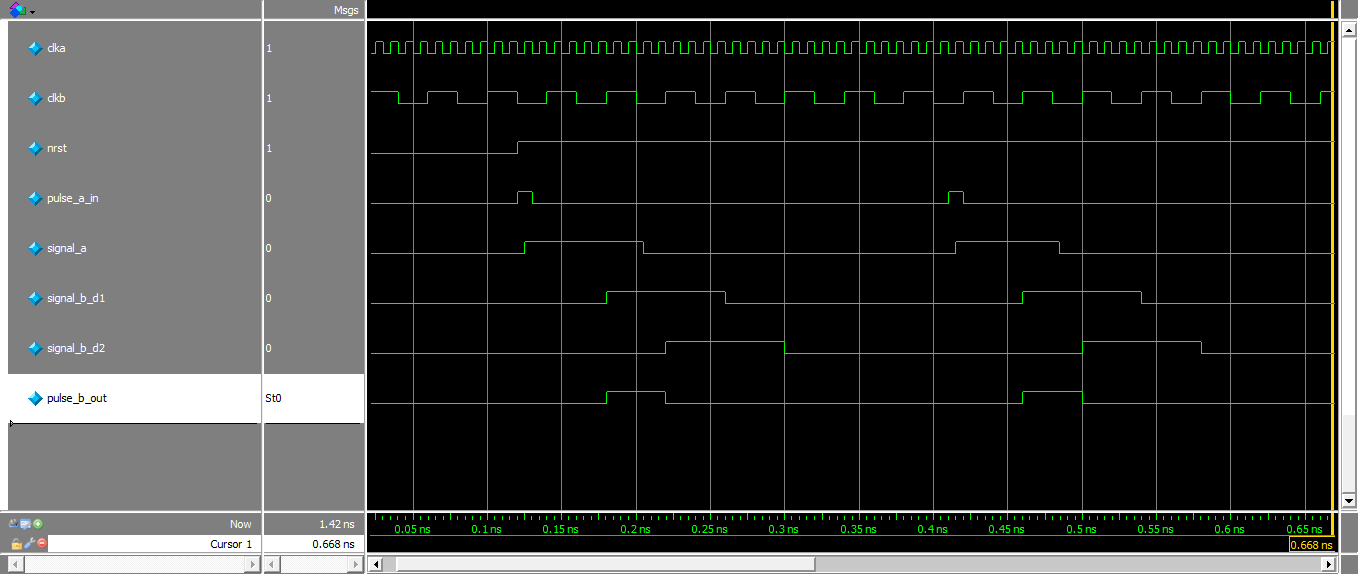 Msgs
clka 1
clkb 1
nrst 1
pulse_a_in 0
signal_a 0
signal_b_d1 0
signal_b_d2 0
pulse_b_out St0
Now 1.42 ns
0.05 ns 0.1 ns 0.15 ns 0.2 ns 0.25 ns 0.3 ns 0.35 ns 0.4 ns 0.45 ns 0.5 ns 0.55 ns 0.6 ns 0.65 ns
Cursor 1 0.668 ns 0.668 ns